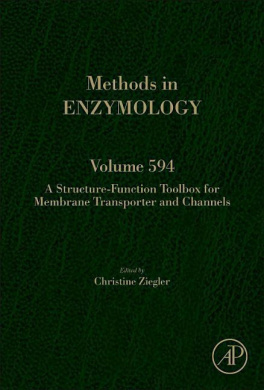 Methods in
ENZYMOLOGY
Volume 594
A Structure-Function Toolbox for
Membrane Transporter and Channels
Edited by
Christine Ziegler
AP